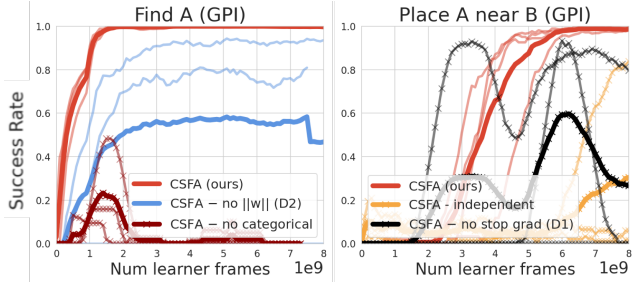 Find A (GPI)
Success Rate
1.0
0.8
0.6
0.4
0.2
0.0
CSFA (ours)
CSFA − no ||w|| (D2)
CSFA − no categorical
0 1 2 3 4 5 6 7 8
Num learner frames 1e9
Place A near B (GPI)
1.0
0.8
0.6
0.4
0.2
0.0
CSFA (ours)
CSFA - independent
CSFA − no stop grad (D1)
0 1 2 3 4 5 6 7 8
Num learner frames 1e9